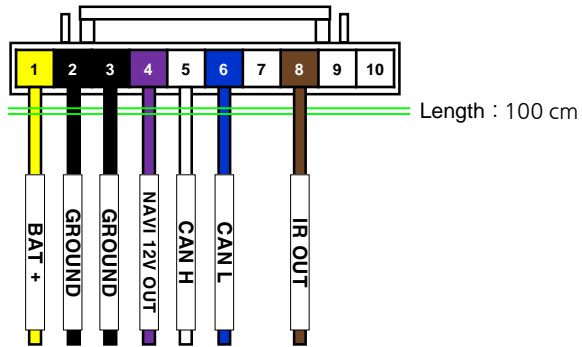 1 2 3 4 5 6 7 8 9 10
Length : 100 cm
BAT +
GROUND
GROUND
NAVI 12V OUT
CAN H
CAN L
IR OUT